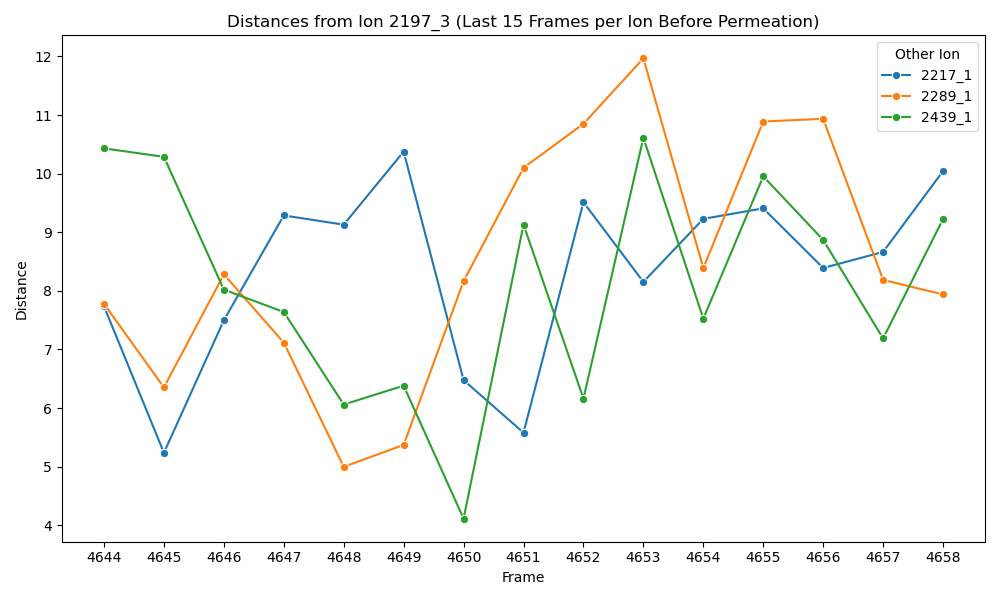 Distances from Ion 2197_3 (Last 15 Frames per Ion Before Permeation)
Other Ion
2217_1
2289_1
2439_1
Distance
12
11
10
9
8
7
6
5
4
4644 4645 4646 4647 4648 4649 4650 4651 4652 4653 4654 4655 4656 4657 4658
Frame